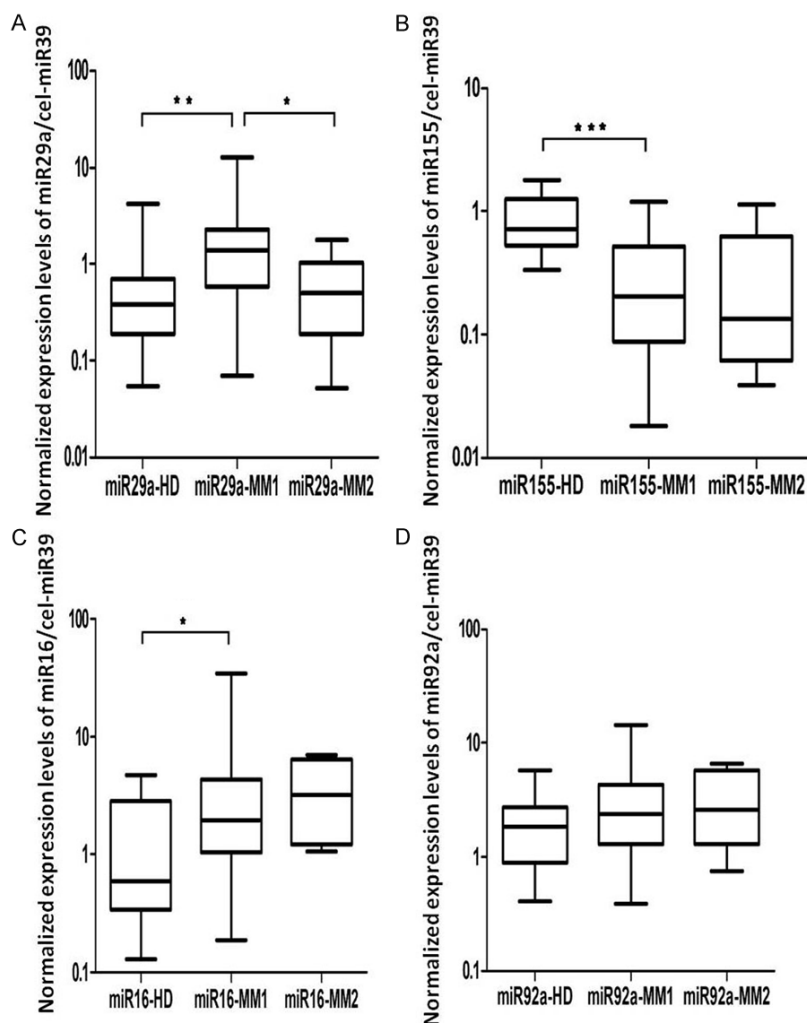 A
Normalized expression levels of miR29a/cel-miR39
100
10
1
0.1
0.01
**
*
miR29a-HD miR29a-MM1 miR29a-MM2
B
Normalized expression levels of miR155/cel-miR39
10
1
0.1
0.01
***
miR155-HD miR155-MM1 miR155-MM2
C
Normalized expression levels of miR16/cel-miR39
100
10
1
0.1
*
miR16-HD miR16-MM1 miR16-MM2
D
Normalized expression levels of miR92a/cel-miR39
100
10
1
0.1
miR92a-HD miR92a-MM1 miR92a-MM2